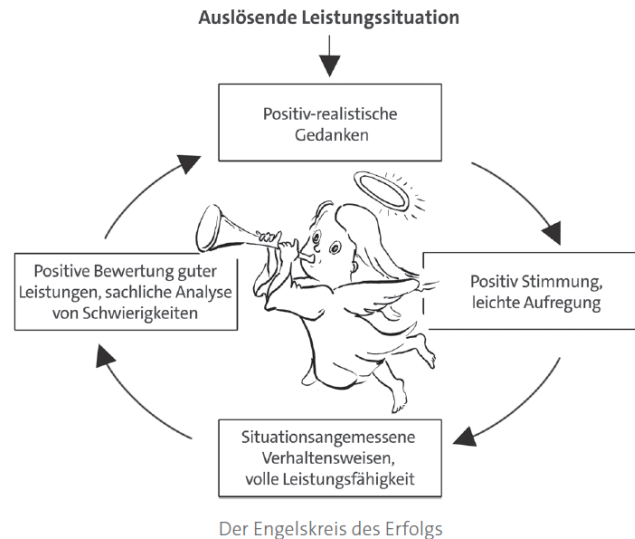 Auslösende Leistungssituation
Positiv-realistische
Gedanken
Positiv Stimmung,
leichte Aufregung
Situationsangemessene
Verhaltensweisen,
volle Leistungsfähigkeit
Positive Bewertung guter
Leistungen, sachliche Analyse
von Schwierigkeiten
Der Engelskreis des Erfolgs